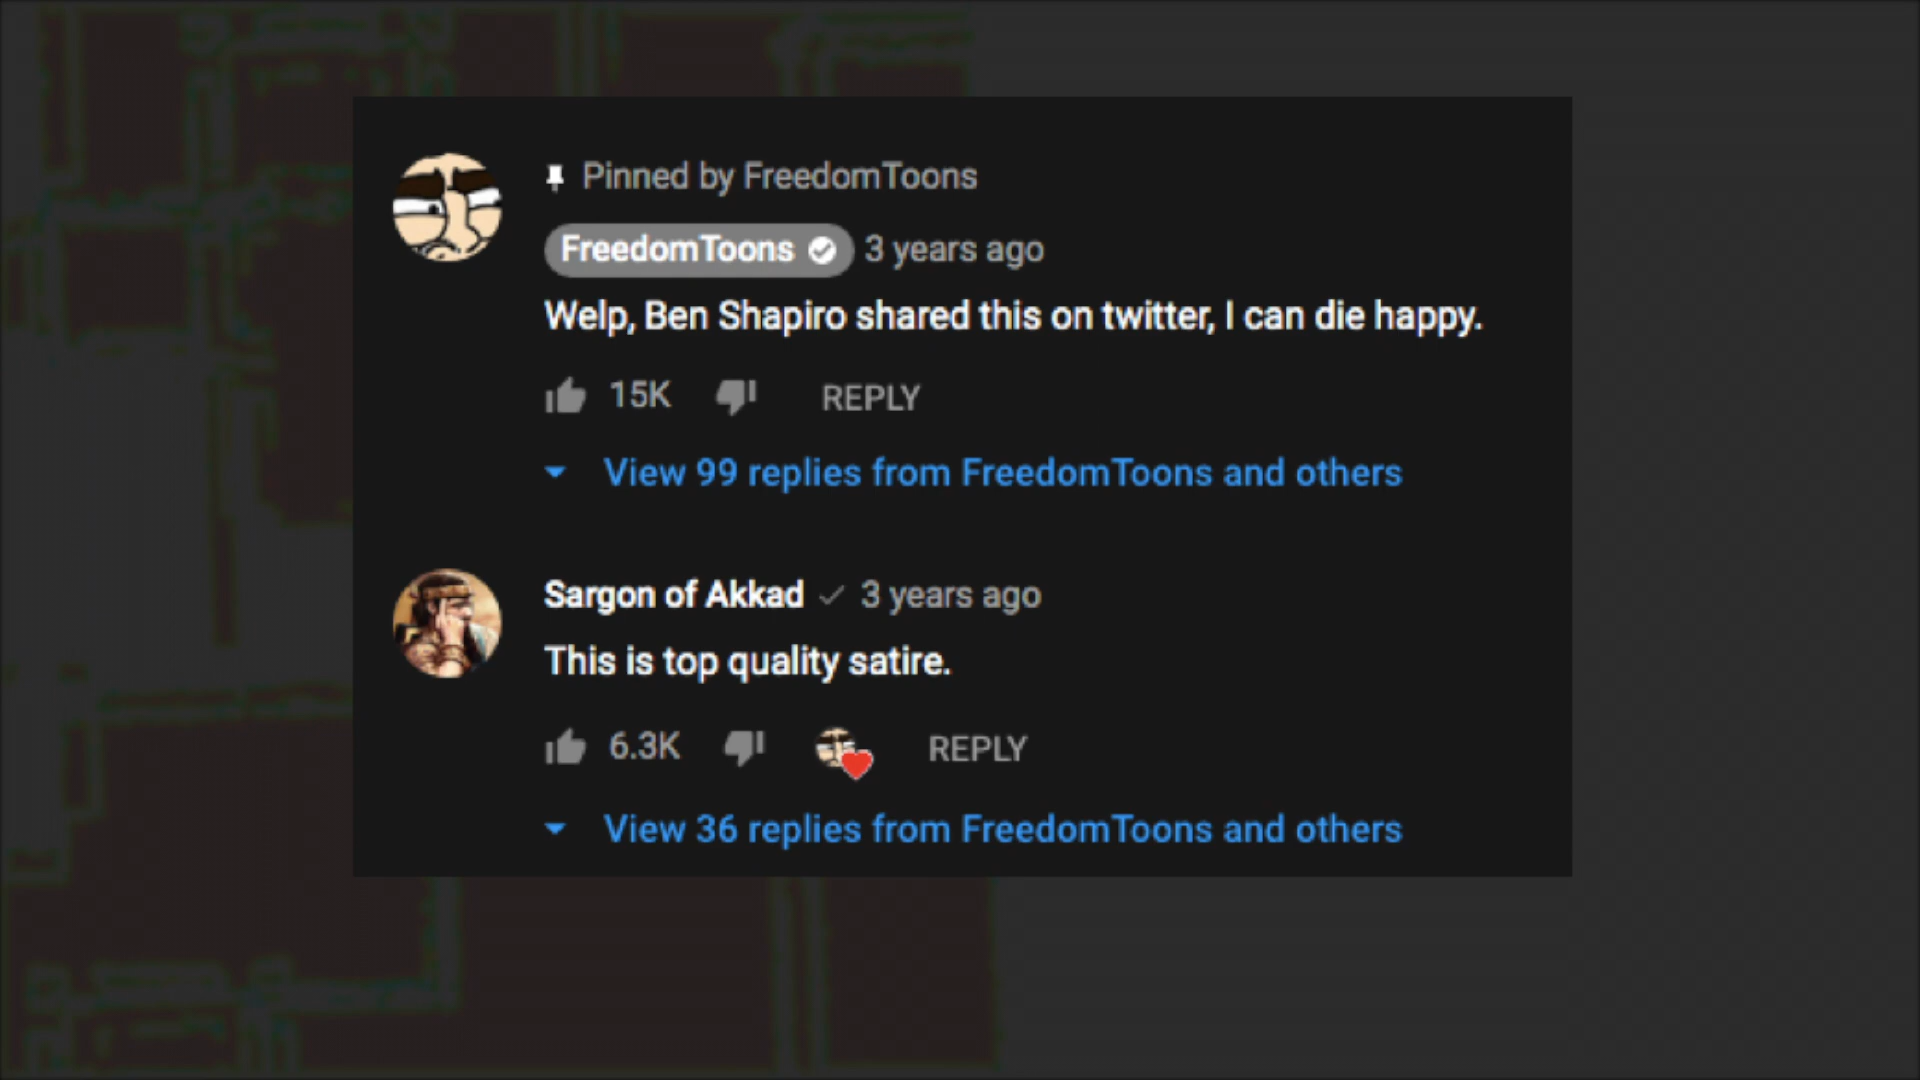 Pinned by FreedomToons
FreedomToons 3 years ago
Welp, Ben Shapiro shared this on twitter, I can die happy.
15K REPLY
View 99 replies from FreedomToons and others
Sargon of Akkad 3 years ago
This is top quality satire.
6.3K REPLY
View 36 replies from FreedomToons and others